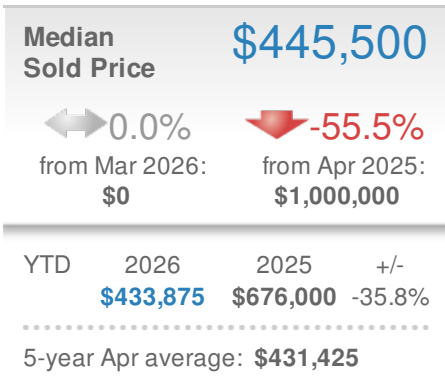 Median
Sold Price
$445,500
0.0%
from Mar 2026:
$0
-55.5%
from Apr 2025:
$1,000,000
YTD 2026 2025 +/-
$433,875 $676,000 -35.8%
5-year Apr average: $431,425